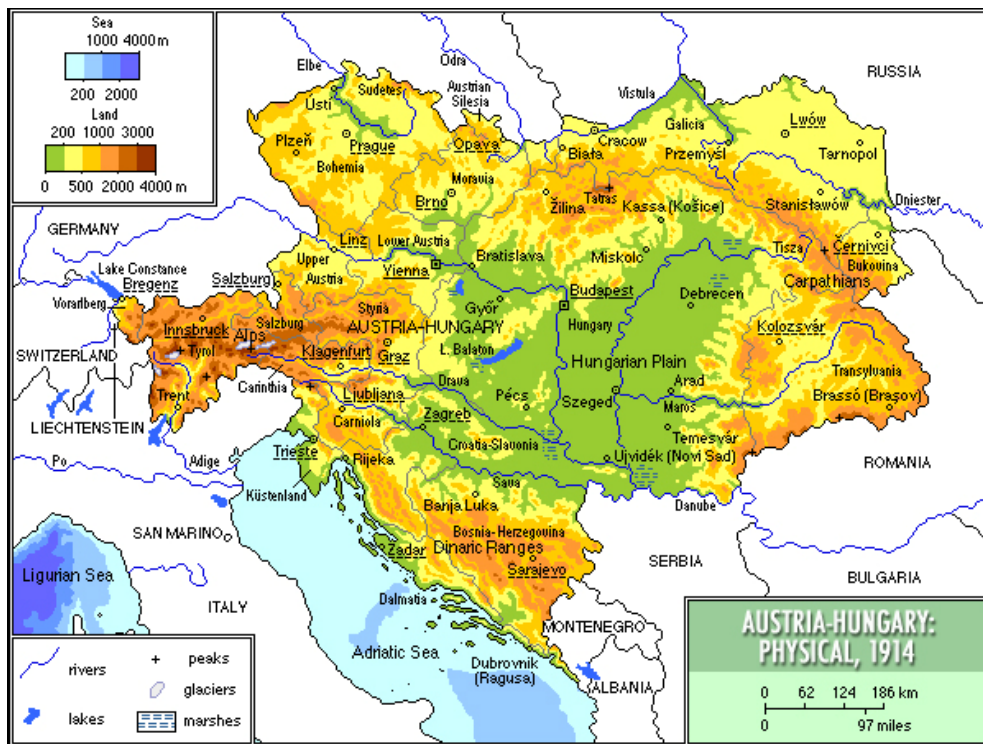 Sea
1000 4000 m
200 2000
Land
200 1000 3000
0 500 2000 4000 m
Elbe
Odra
Austrian
Silesia
Sudetes
Ústí
Vistula
RUSSIA
Plzeň
Prague
Opava
Cracow
Galicia
Lwów
Bohemia
Moravia
Biała
Przemyśl
Tarnopol
Brno
Žilina
Tatras
Kassa (Košice)
Stanisławów
Dniester
GERMANY
Linz
Lower Austria
Bratislava
Miskolc
Tisza
Černivci
Bukovina
Carpathians
Lake Constance
Bregenz
Salzburg
Upper
Austria
Vienna
Vorarlberg
Győr
Budapest
Debrecen
Innsbruck
Salzburg
Styria
AUSTRIA-HUNGARY
Hungary
Kolozsvár
Alps
Tyrol
Klagenfurt
Graz
L. Balaton
Hungarian Plain
Transylvania
SWITZERLAND
Trent
Carinthia
Ljubljana
Drava
Pécs
Szeged
Arad
Maros
Brassó (Braşov)
LIECHTENSTEIN
Carniola
Zagreb
Croatia-Slavonia
Temesvár
Trieste
Rijeka
Ujvidék (Novi Sad)
Po
Adige
Küstenland
Sava
ROMANIA
Banja Luka
Danube
SAN MARINO
Bosnia-Herzegovina
Dinaric Ranges
Zadar
Sarajevo
SERBIA
Ligurian Sea
BULGARIA
ITALY
Dalmatia
MONTENEGRO
Adriatic Sea
Dubrovnik
(Ragusa)
ALBANIA
rivers
peaks
glaciers
lakes
marshes
AUSTRIA-HUNGARY:
PHYSICAL, 1914
0 62 124 186 km
0 97 miles